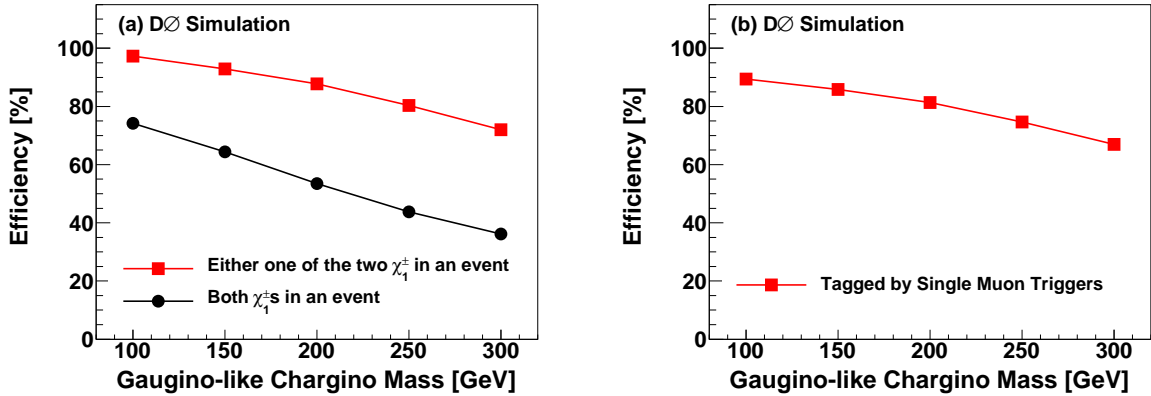 (a) DØ Simulation
Efficiency [%]
100
80
60
40
20
0
Either one of the two χ₁± in an event
Both χ₁±s in an event
100 150 200 250 300
Gaugino-like Chargino Mass [GeV]
(b) DØ Simulation
Efficiency [%]
100
80
60
40
20
0
Tagged by Single Muon Triggers
100 150 200 250 300
Gaugino-like Chargino Mass [GeV]